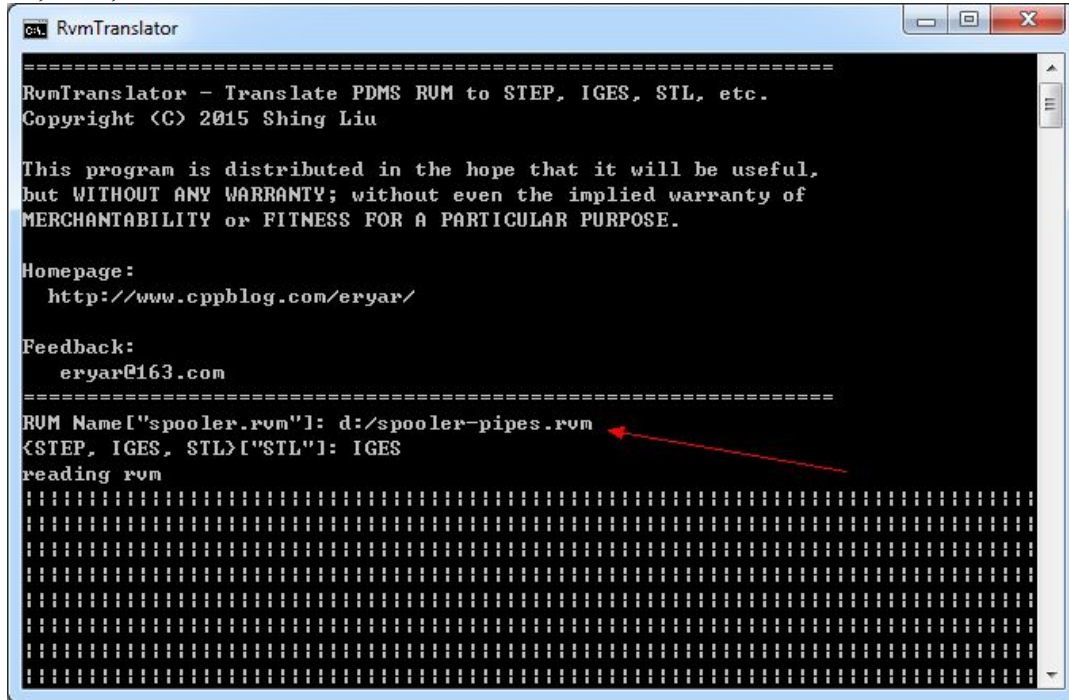 RvmTranslator
====================================================================
RvmTranslator - Translate PDMS RVM to STEP, IGES, STL, etc.
Copyright (C) 2015 Shing Liu
This program is distributed in the hope that it will be useful,
but WITHOUT ANY WARRANTY; without even the implied warranty of
MERCHANTABILITY or FITNESS FOR A PARTICULAR PURPOSE.
Homepage:
http://www.cppblog.com/eryar/
Feedback:
eryar@163.com
====================================================================
RVM Name["spooler.rvm"]: d:/spooler-pipes.rvm
{STEP, IGES, STL}["STL"]: IGES
reading rvm